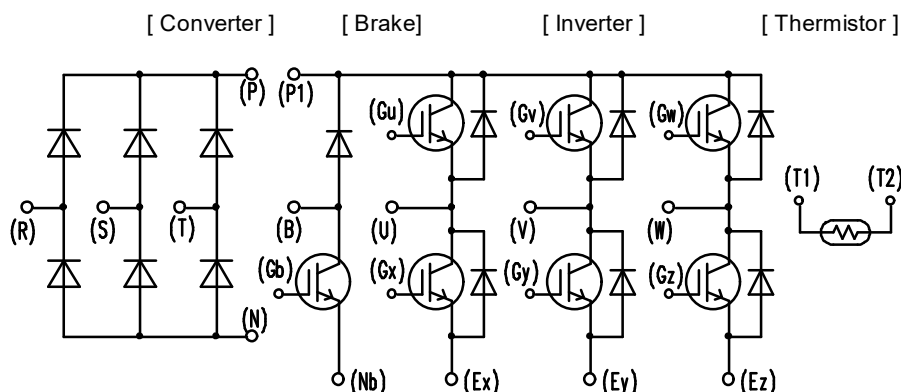 [ Converter ] [ Brake] [ Inverter ] [ Thermistor ]
(P) (P1)
(Gu) (Gv) (Gw)
(T1) (T2)
(R) (S) (T) (B) (U) (V) (W)
(Gb) (Gx) (Gy) (Gz)
(N)
(Nb) (Ex) (Ey) (Ez)